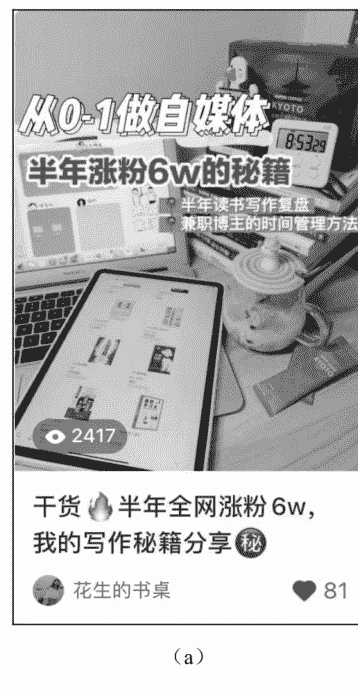 从0-1做自媒体
半年涨粉6w的秘籍
半年读书写作复盘
兼职博主的时间管理方法
KYOTO
8:5329
KYOTO
2417
干货🔥半年全网涨粉6w，
我的写作秘籍分享㊙
花生的书桌
81
（a）